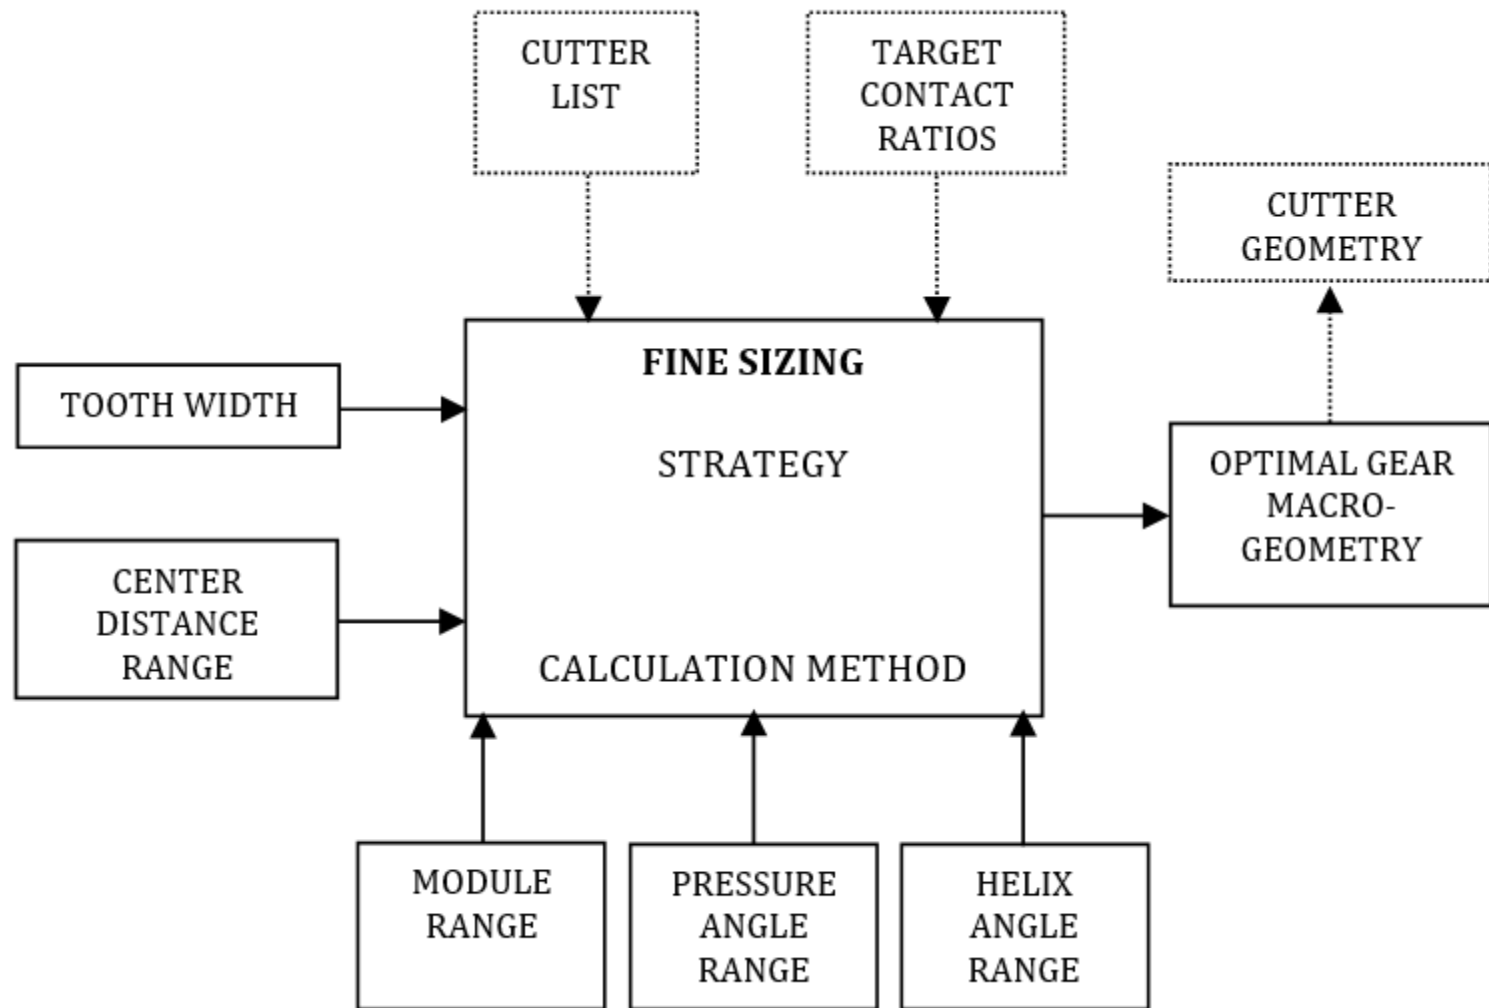 CUTTER
LIST
TARGET
CONTACT
RATIOS
CUTTER
GEOMETRY
TOOTH WIDTH
CENTER
DISTANCE
RANGE
FINE SIZING
STRATEGY
CALCULATION METHOD
OPTIMAL GEAR
MACRO-
GEOMETRY
MODULE
RANGE
PRESSURE
ANGLE
RANGE
HELIX
ANGLE
RANGE